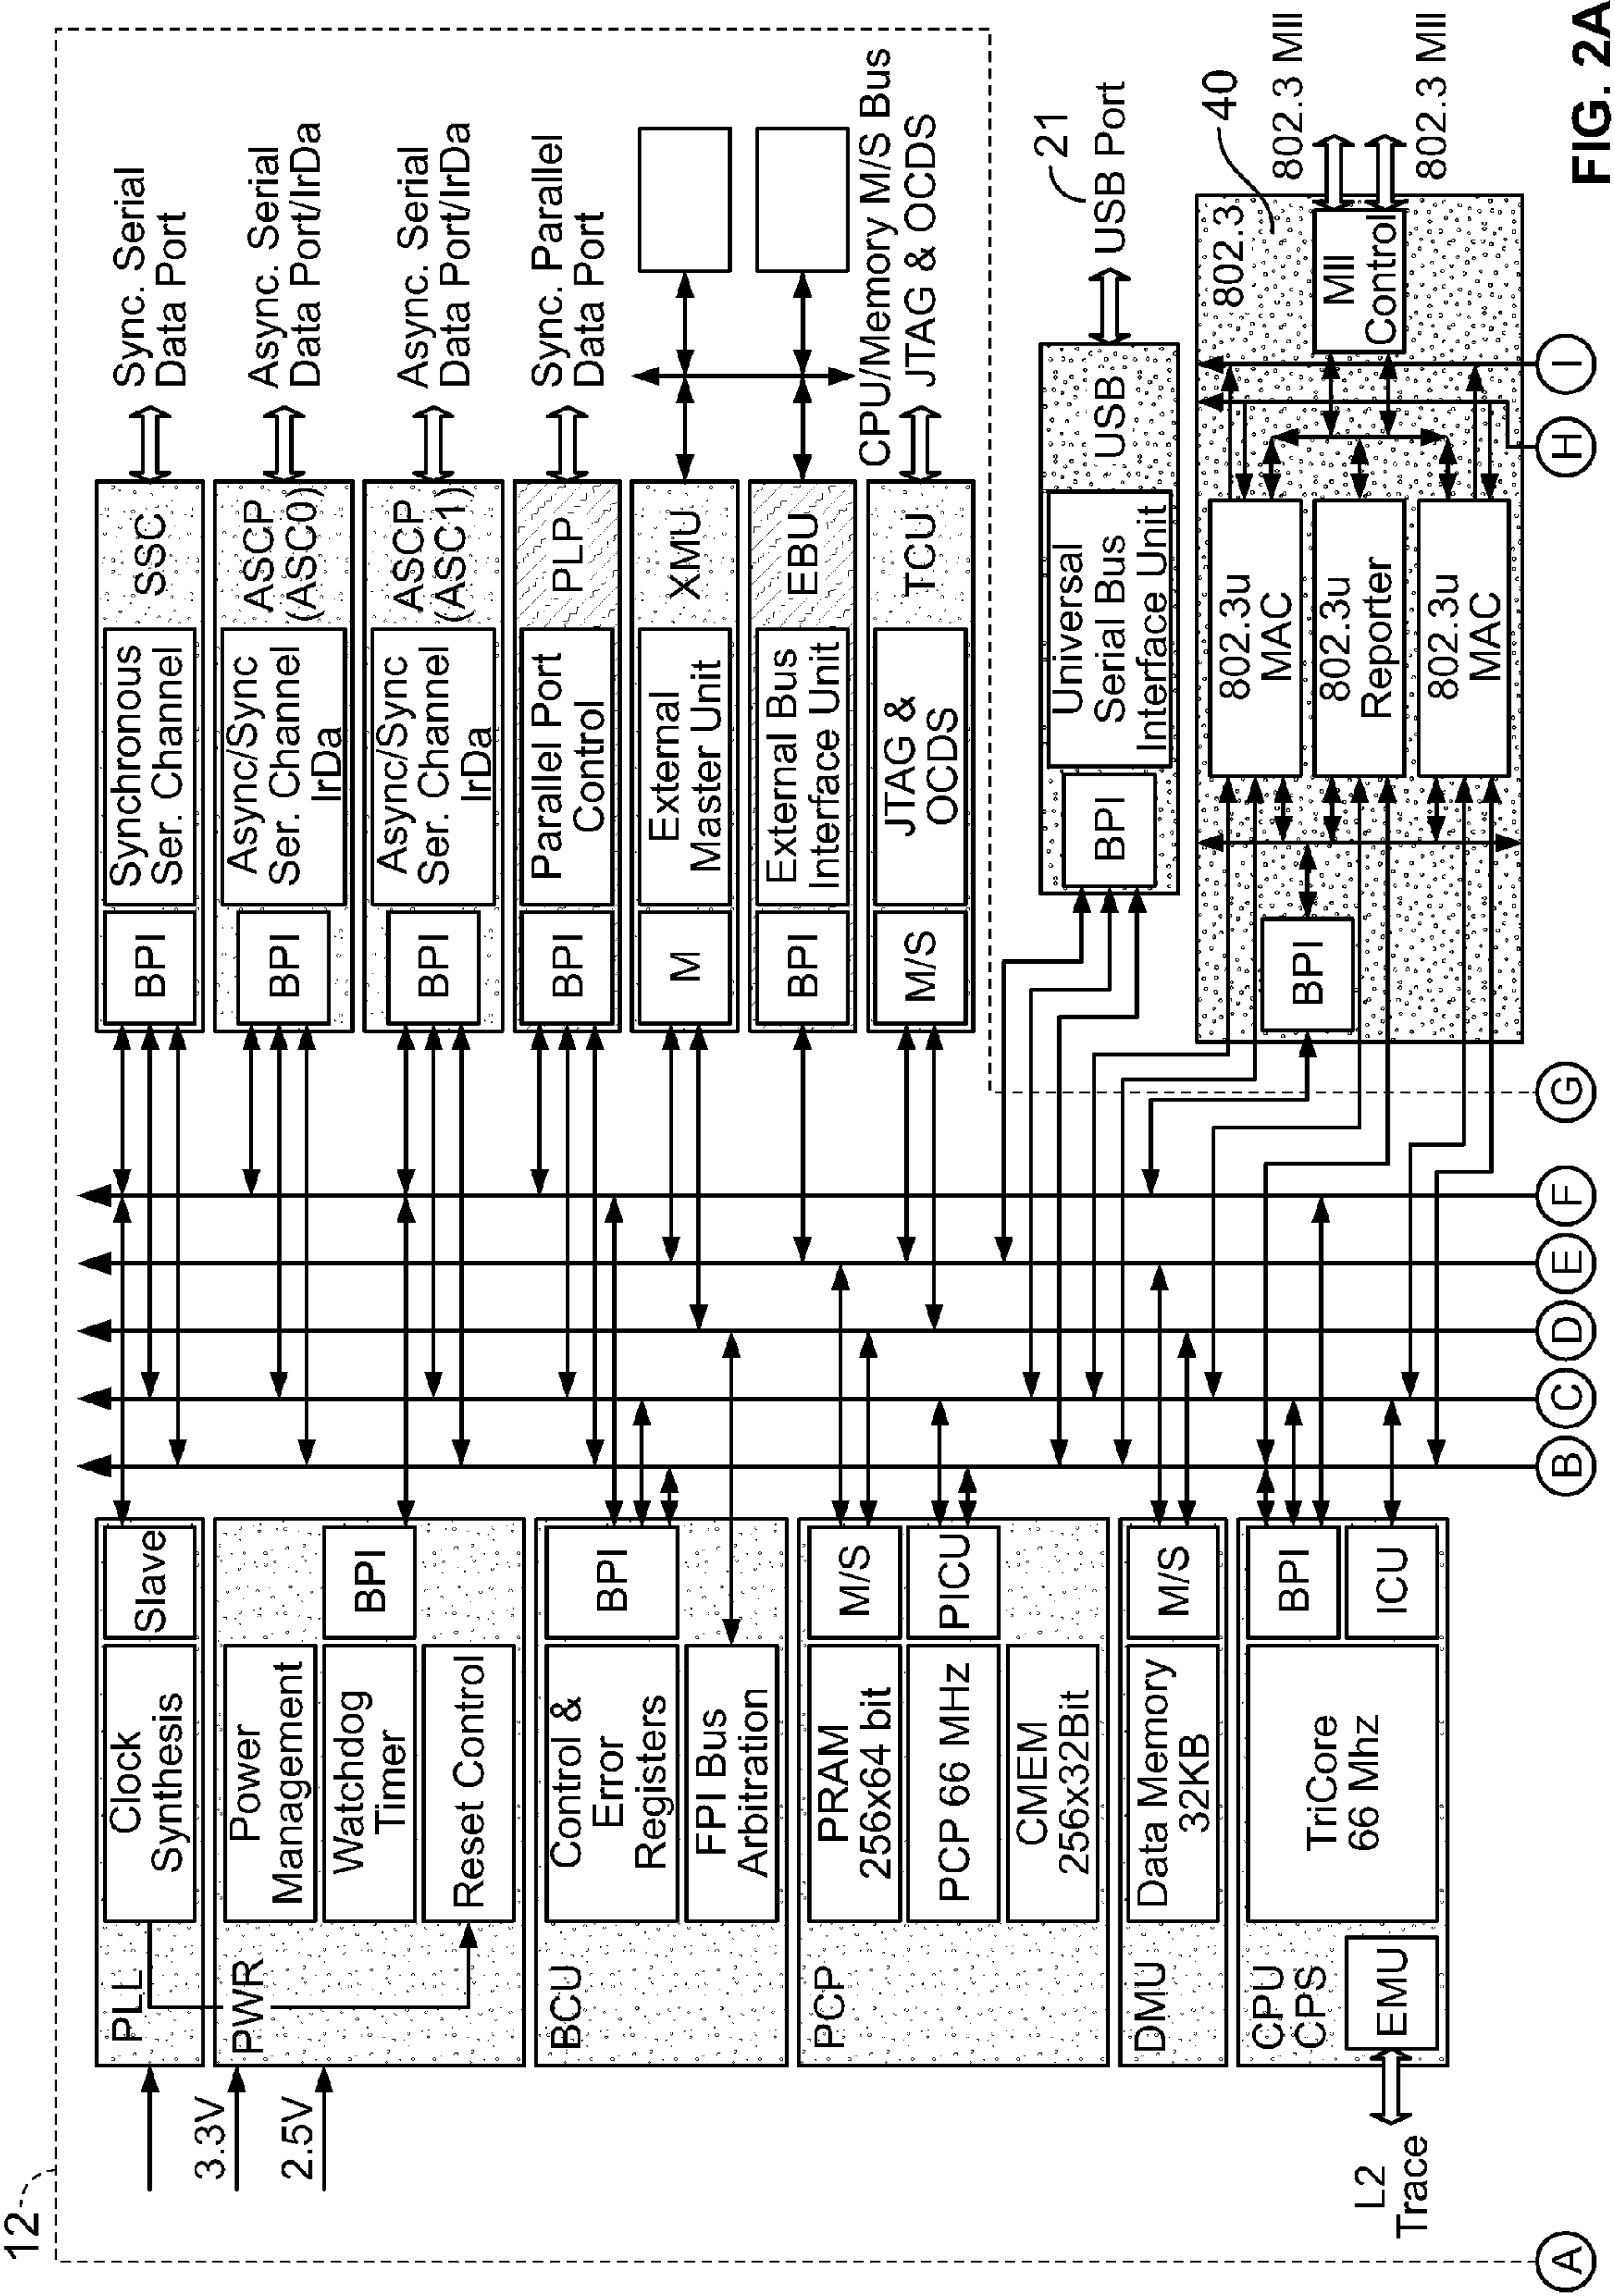 12
3.3V
2.5V
PLL
Clock
Synthesis
Slave
PWR
Power
Management
Watchdog
Timer
BPI
Reset Control
BCU
Control &
Error
Registers
BPI
FPI Bus
Arbitration
PCP
PRAM
256x64 bit
M/S
PCP 66 MHz
PICU
CMEM
256x32Bit
DMU
Data Memory
32KB
M/S
CPU
CPS
EMU
TriCore
66 Mhz
BPI
ICU
L2
Trace
BPI
Synchronous
Ser. Channel
SSC
Sync. Serial
Data Port
BPI
Async/Sync
Ser. Channel
IrDa
ASCP
(ASC0)
Async. Serial
Data Port/IrDa
BPI
Async/Sync
Ser. Channel
IrDa
ASCP
(ASC1)
Async. Serial
Data Port/IrDa
BPI
Parallel Port
Control
PLP
Sync. Parallel
Data Port
M
External
Master Unit
XMU
BPI
External Bus
Interface Unit
EBU
CPU/Memory M/S Bus
M/S
JTAG &
OCDS
TCU
JTAG & OCDS
BPI
Universal
Serial Bus
Interface Unit
USB
21
USB Port
BPI
802.3u
MAC
802.3u
Reporter
802.3u
MAC
802.3
MII
Control
40
802.3 MII
802.3 MII
A
B
C
D
E
F
G
H
I
FIG. 2A